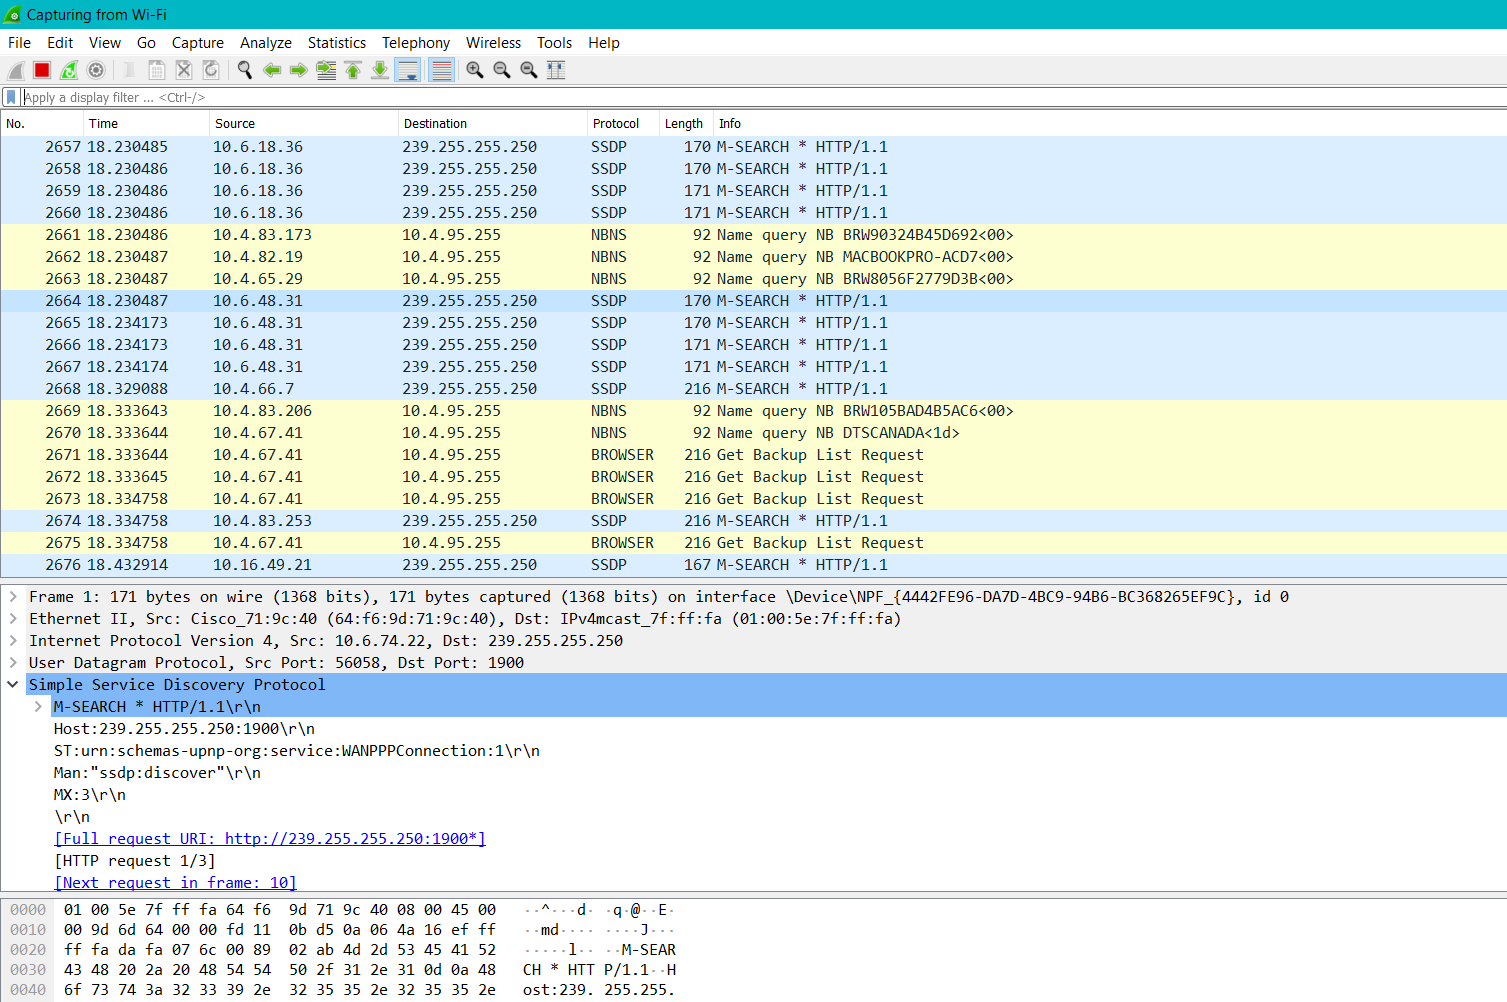 Capturing from Wi-Fi
File Edit View Go Capture Analyze Statistics Telephony Wireless Tools Help
Apply a display filter ... <Ctrl-/>
No. Time Source Destination Protocol Length Info
2657 18.230485 10.6.18.36 239.255.255.250 SSDP 170 M-SEARCH * HTTP/1.1
2658 18.230486 10.6.18.36 239.255.255.250 SSDP 170 M-SEARCH * HTTP/1.1
2659 18.230486 10.6.18.36 239.255.255.250 SSDP 171 M-SEARCH * HTTP/1.1
2660 18.230486 10.6.18.36 239.255.255.250 SSDP 171 M-SEARCH * HTTP/1.1
2661 18.230486 10.4.83.173 10.4.95.255 NBNS 92 Name query NB BRW90324B45D692<00>
2662 18.230487 10.4.82.19 10.4.95.255 NBNS 92 Name query NB MACBOOKPRO-ACD7<00>
2663 18.230487 10.4.65.29 10.4.95.255 NBNS 92 Name query NB BRW8056F2779D3B<00>
2664 18.230487 10.6.48.31 239.255.255.250 SSDP 170 M-SEARCH * HTTP/1.1
2665 18.234173 10.6.48.31 239.255.255.250 SSDP 170 M-SEARCH * HTTP/1.1
2666 18.234173 10.6.48.31 239.255.255.250 SSDP 171 M-SEARCH * HTTP/1.1
2667 18.234174 10.6.48.31 239.255.255.250 SSDP 171 M-SEARCH * HTTP/1.1
2668 18.329088 10.4.66.7 239.255.255.250 SSDP 216 M-SEARCH * HTTP/1.1
2669 18.333643 10.4.83.206 10.4.95.255 NBNS 92 Name query NB BRW105BAD4B5AC6<00>
2670 18.333644 10.4.67.41 10.4.95.255 NBNS 92 Name query NB DTSCANADA<1d>
2671 18.333644 10.4.67.41 10.4.95.255 BROWSER 216 Get Backup List Request
2672 18.333645 10.4.67.41 10.4.95.255 BROWSER 216 Get Backup List Request
2673 18.334758 10.4.67.41 10.4.95.255 BROWSER 216 Get Backup List Request
2674 18.334758 10.4.83.253 239.255.255.250 SSDP 216 M-SEARCH * HTTP/1.1
2675 18.334758 10.4.67.41 10.4.95.255 BROWSER 216 Get Backup List Request
2676 18.432914 10.16.49.21 239.255.255.250 SSDP 167 M-SEARCH * HTTP/1.1
Frame 1: 171 bytes on wire (1368 bits), 171 bytes captured (1368 bits) on interface \Device\NPF_{4442FE96-DA7D-4BC9-94B6-BC368265EF9C}, id 0
Ethernet II, Src: Cisco_71:9c:40 (64:f6:9d:71:9c:40), Dst: IPv4mcast_7f:ff:fa (01:00:5e:7f:ff:fa)
Internet Protocol Version 4, Src: 10.6.74.22, Dst: 239.255.255.250
User Datagram Protocol, Src Port: 56058, Dst Port: 1900
Simple Service Discovery Protocol
M-SEARCH * HTTP/1.1\r\n
Host:239.255.255.250:1900\r\n
ST:urn:schemas-upnp-org:service:WANPPPConnection:1\r\n
Man:"ssdp:discover"\r\n
MX:3\r\n
\r\n
[Full request URI: http://239.255.255.250:1900*]
[HTTP request 1/3]
[Next request in frame: 10]
0000 01 00 5e 7f ff fa 64 f6 9d 71 9c 40 08 00 45 00 ··^···d· ·q·@··E·
0010 00 9d 6d 64 00 00 fd 11 0b d5 0a 06 4a 16 ef ff ··md···· ····J···
0020 ff fa da fa 07 6c 00 89 02 ab 4d 2d 53 45 41 52 ·····l·· ··M-SEAR
0030 43 48 20 2a 20 48 54 54 50 2f 31 2e 31 0d 0a 48 CH * HTT P/1.1··H
0040 6f 73 74 3a 32 33 39 2e 32 35 35 2e 32 35 35 2e ost:239. 255.255.